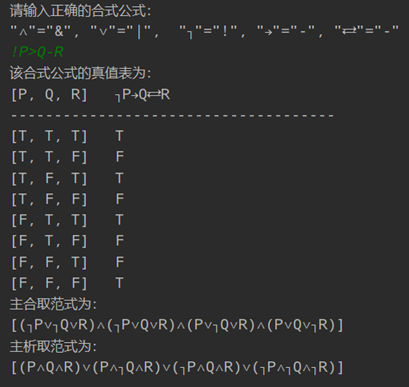 请输入正确的合式公式:
"∧"="&", "∨"="|",  "┐"="!", "→"="-", "⇄"="-"
!P>Q-R
该合式公式的真值表为:
[P, Q, R]   ┐P→Q⇄R
-------------------------------------
[T, T, T]   T
[T, T, F]   F
[T, F, T]   T
[T, F, F]   F
[F, T, T]   T
[F, T, F]   F
[F, F, T]   F
[F, F, F]   T
主合取范式为:
[(┐P∨┐Q∨R)∧(┐P∨Q∨R)∧(P∨┐Q∨R)∧(P∨Q∨┐R)]
主析取范式为:
[(P∧Q∧R)∨(P∧┐Q∧R)∨(┐P∧Q∧R)∨(┐P∧┐Q∧┐R)]